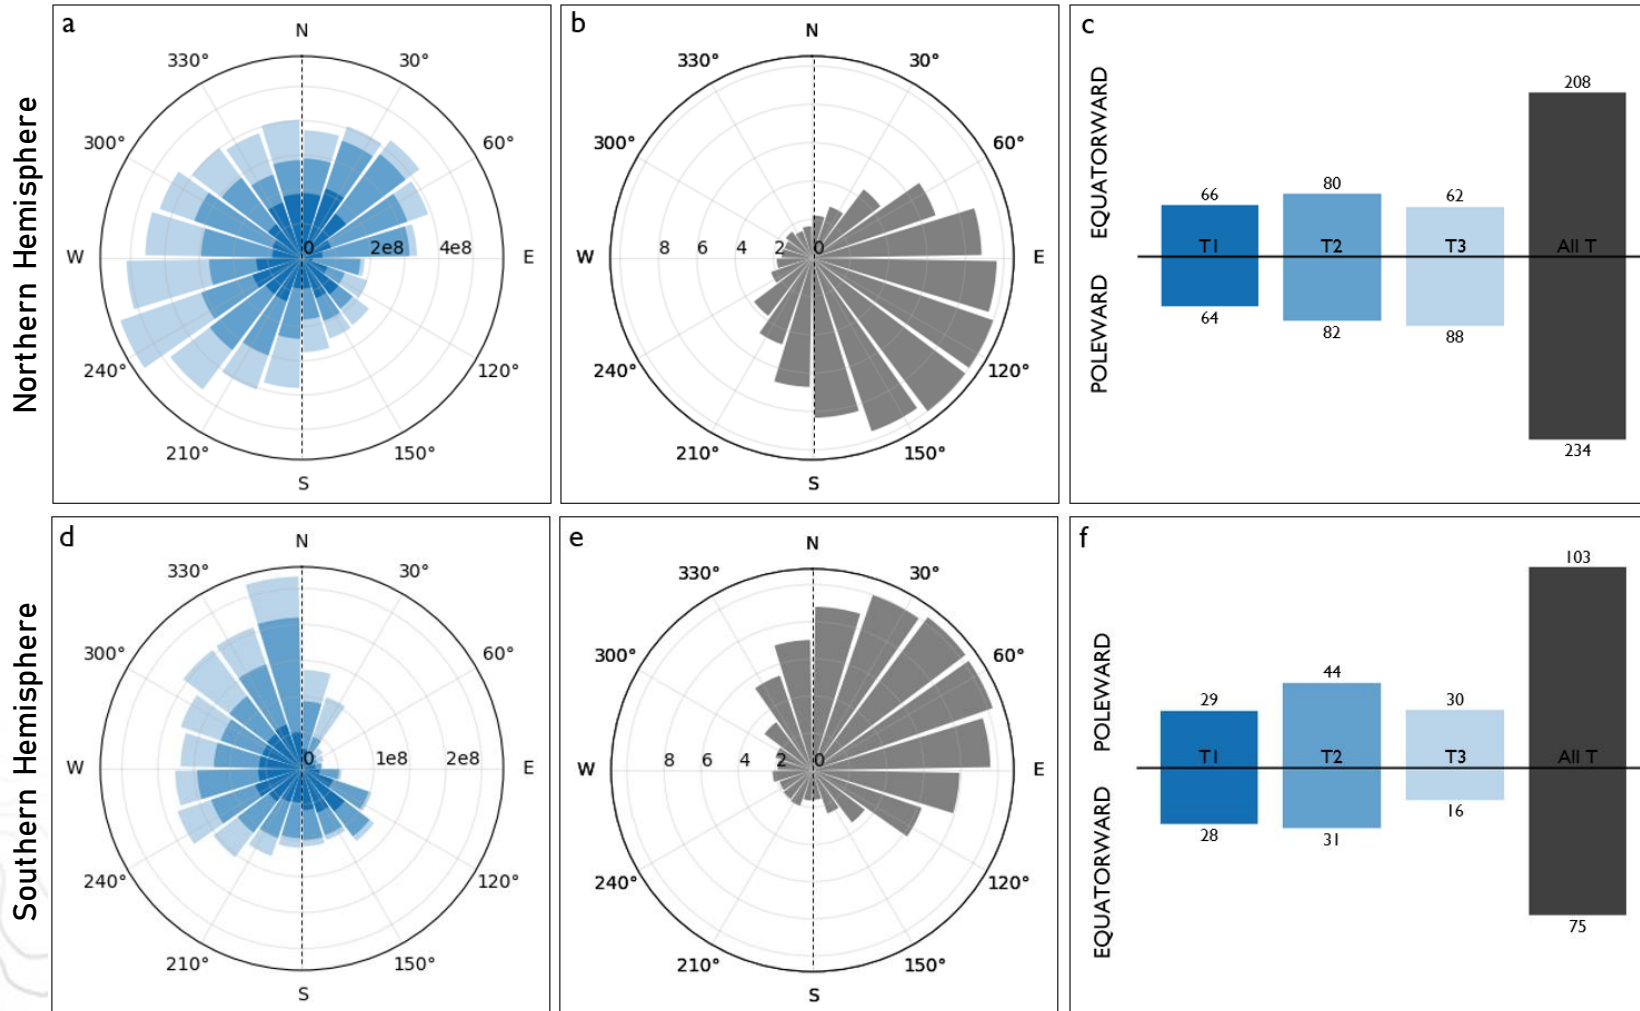 Northern Hemisphere
a
N
330° 30°
300° 60°
W 0 2e8 4e8 E
240° 120°
210° 150°
S
b
N
330° 30°
300° 60°
W 8 6 4 2 0 E
240° 120°
210° 150°
S
c
EQUATORWARD
POLEWARD
208
66 80 62
T1 T2 T3 All T
64 82 88
234
Southern Hemisphere
d
N
330° 30°
300° 60°
W 0 1e8 2e8 E
240° 120°
210° 150°
S
e
N
330° 30°
300° 60°
W 8 6 4 2 0 E
240° 120°
210° 150°
S
f
POLEWARD
EQUATORWARD
103
29 44 30
T1 T2 T3 All T
28 31 16
75